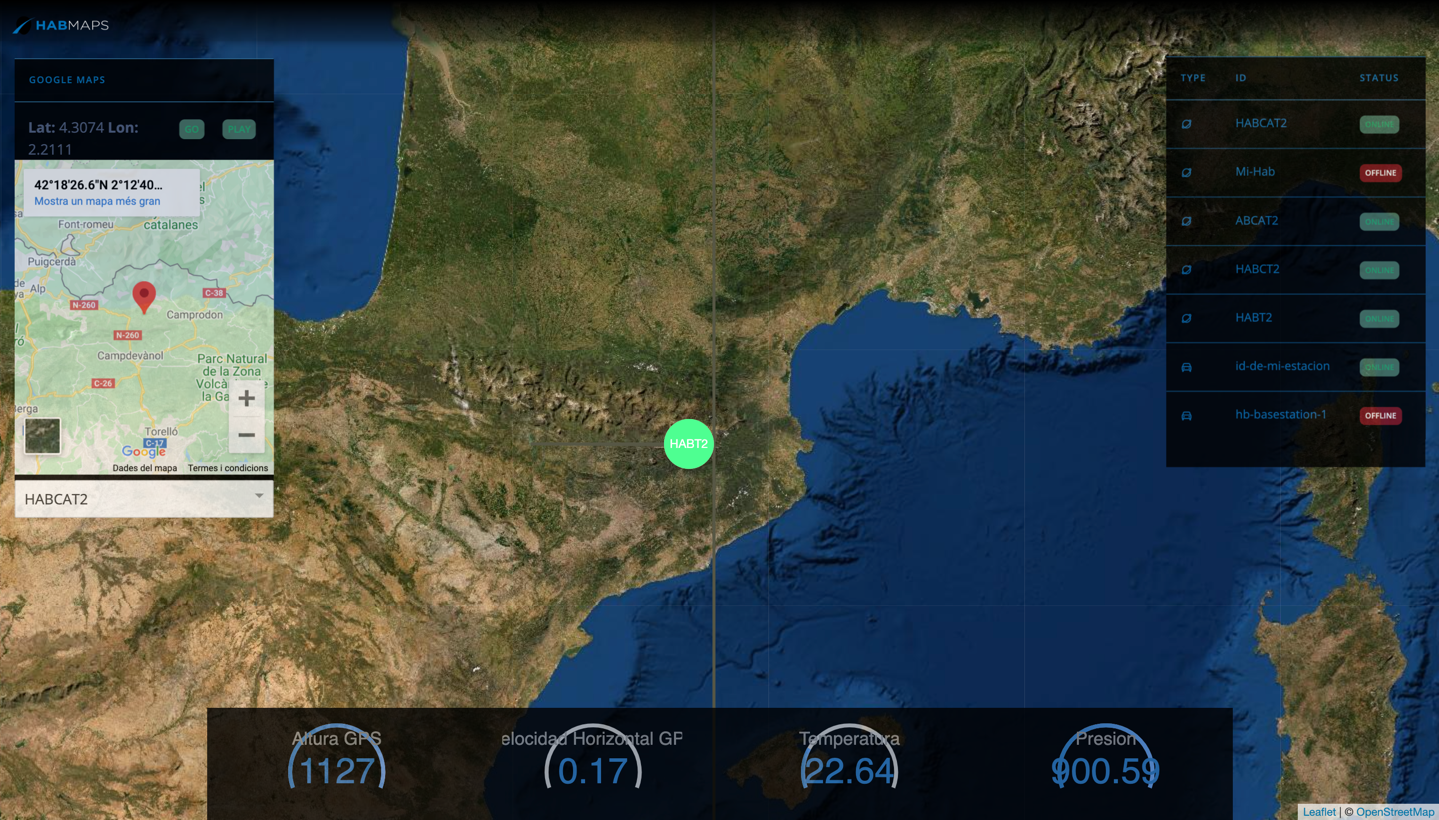 HABMAPS
GOOGLE MAPS
Lat: 4.3074 Lon:
2.2111
GO
PLAY
42°18'26.6"N 2°12'40...
Mostra un mapa més gran
Font-romeu
catalanes
Puigcerdà
Alp
N-260
C-38
Camprodon
N-260
Campdevànol
Parc Natural
de la Zona
Volcà
la Ga
C-26
erga
Torelló
C-17
Google
Dades del mapa
Termes i condicions
HABCAT2
HABT2
TYPE ID STATUS
HABCAT2 ONLINE
Mi-Hab OFFLINE
ABCAT2 ONLINE
HABCT2 ONLINE
HABT2 ONLINE
id-de-mi-estacion ONLINE
hb-basestation-1 OFFLINE
Altura GPS
1127
elocidad Horizontal GP
0.17
Temperatura
22.64
Presion
900.59
Leaflet | © OpenStreetMap